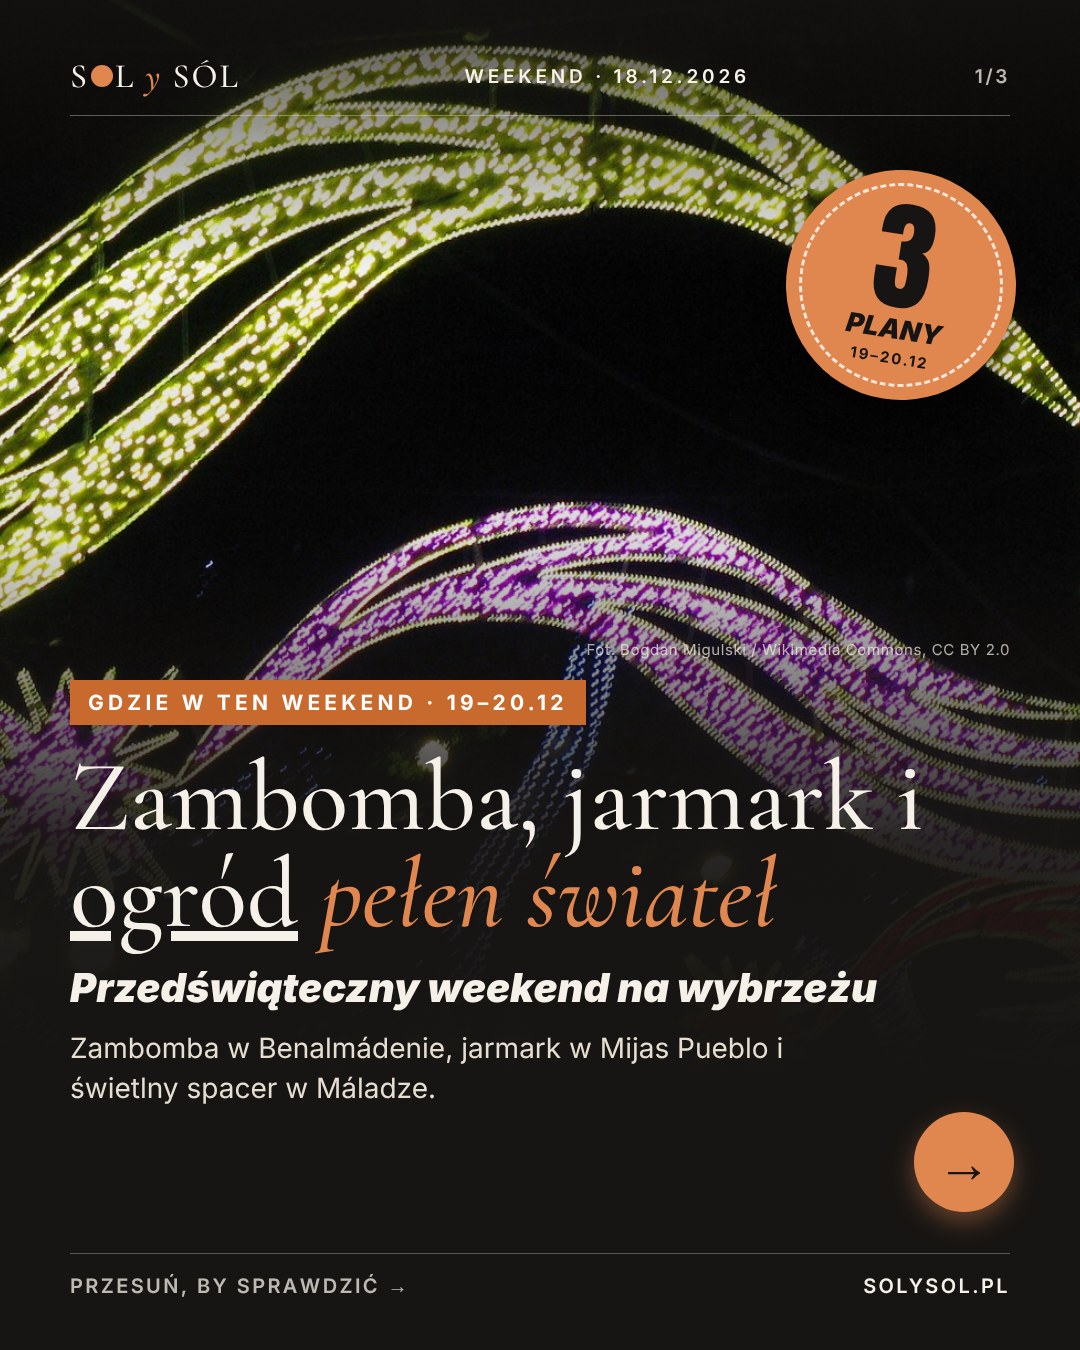 SOL y SÓL
WEEKEND · 18.12.2026
1/3
3
PLANY
19–20.12
Fot. Bogdan Migulski / Wikimedia Commons, CC BY 2.0
GDZIE W TEN WEEKEND · 19–20.12
Zambomba, jarmark i
ogród pełen świateł
Przedświąteczny weekend na wybrzeżu
Zambomba w Benalmádenie, jarmark w Mijas Pueblo i
świetlny spacer w Máladze.
→
PRZESUŃ, BY SPRAWDZIĆ →
SOLYSOL.PL